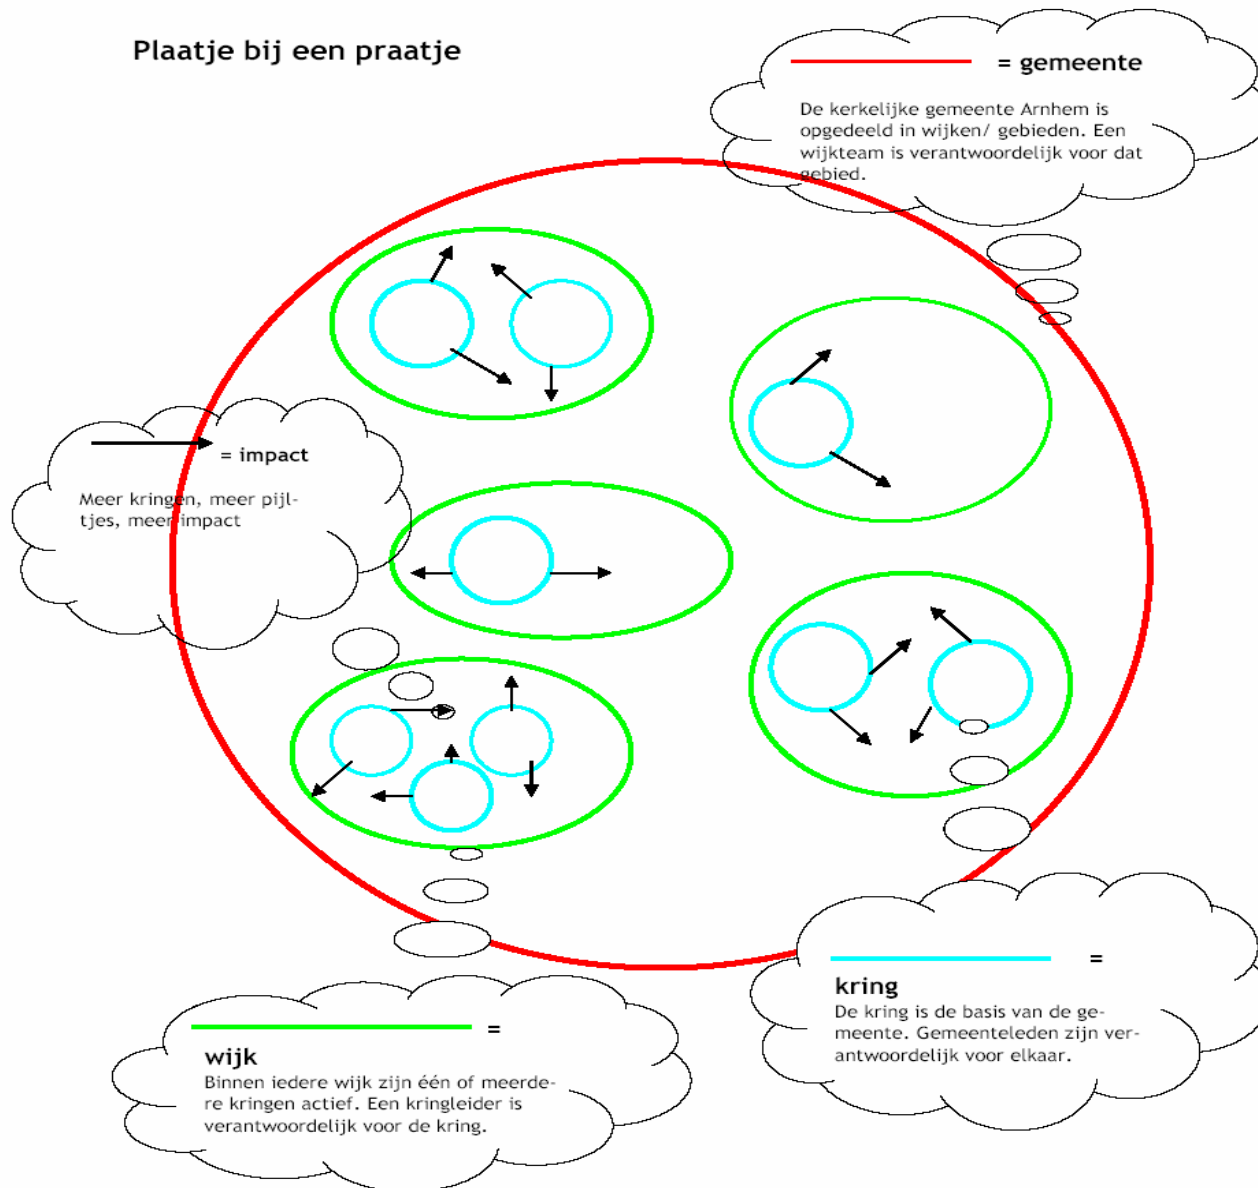 Plaatje bij een praatje
= gemeente
De kerkelijke gemeente Arnhem is
opgedeeld in wijken/ gebieden. Een
wijkteam is verantwoordelijk voor dat
gebied.
= impact
Meer kringen, meer pijl-
tjes, meer impact
=
kring
De kring is de basis van de ge-
meente. Gemeenteleden zijn ver-
antwoordelijk voor elkaar.
=
wijk
Binnen iedere wijk zijn één of meerde-
re kringen actief. Een kringleider is
verantwoordelijk voor de kring.